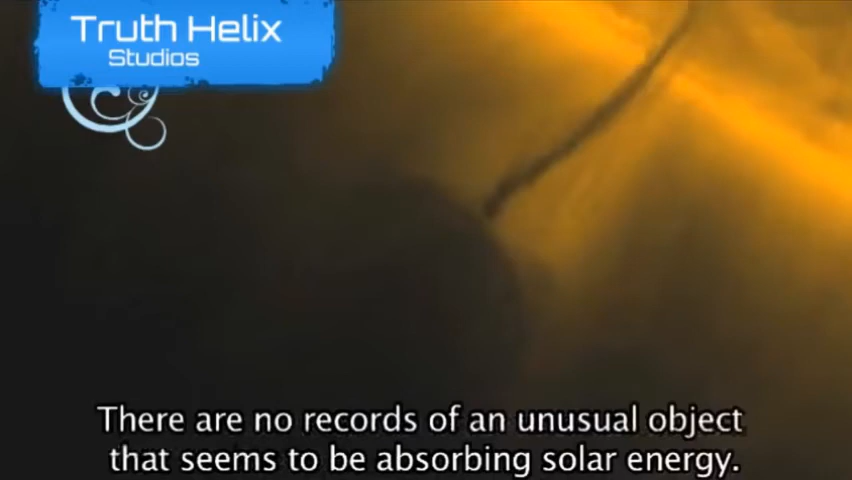 Truth Helix
Studios
There are no records of an unusual object
that seems to be absorbing solar energy.